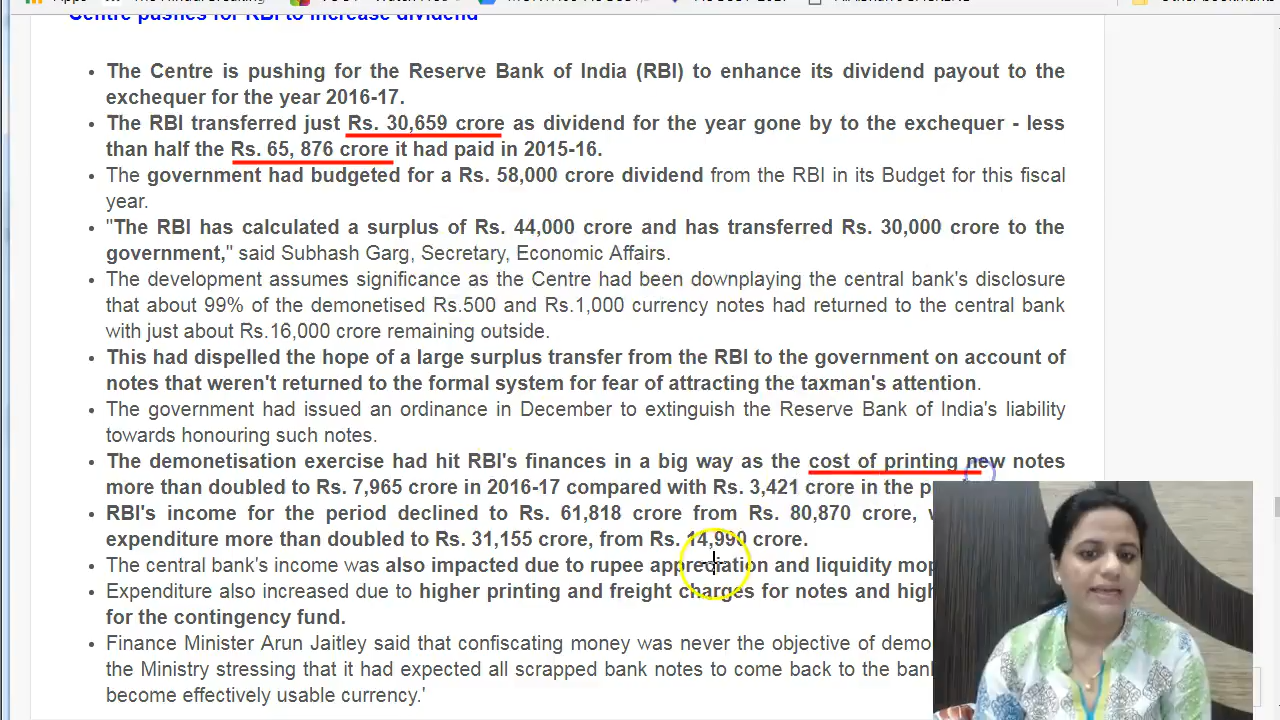 Centre pushes for RBI to increase dividend
• The Centre is pushing for the Reserve Bank of India (RBI) to enhance its dividend payout to the
exchequer for the year 2016-17.
• The RBI transferred just Rs. 30,659 crore as dividend for the year gone by to the exchequer - less
than half the Rs. 65, 876 crore it had paid in 2015-16.
• The government had budgeted for a Rs. 58,000 crore dividend from the RBI in its Budget for this fiscal
year.
• "The RBI has calculated a surplus of Rs. 44,000 crore and has transferred Rs. 30,000 crore to the
government," said Subhash Garg, Secretary, Economic Affairs.
• The development assumes significance as the Centre had been downplaying the central bank's disclosure
that about 99% of the demonetised Rs.500 and Rs.1,000 currency notes had returned to the central bank
with just about Rs.16,000 crore remaining outside.
• This had dispelled the hope of a large surplus transfer from the RBI to the government on account of
notes that weren't returned to the formal system for fear of attracting the taxman's attention.
• The government had issued an ordinance in December to extinguish the Reserve Bank of India's liability
towards honouring such notes.
• The demonetisation exercise had hit RBI's finances in a big way as the cost of printing new notes
more than doubled to Rs. 7,965 crore in 2016-17 compared with Rs. 3,421 crore in the
• RBI's income for the period declined to Rs. 61,818 crore from Rs. 80,870 crore,
expenditure more than doubled to Rs. 31,155 crore, from Rs. 14,990 crore.
• The central bank's income was also impacted due to rupee appreciation and liquidity
• Expenditure also increased due to higher printing and freight charges for notes and
for the contingency fund.
• Finance Minister Arun Jaitley said that confiscating money was never the objective of
the Ministry stressing that it had expected all scrapped bank notes to come back to the
become effectively usable currency.'